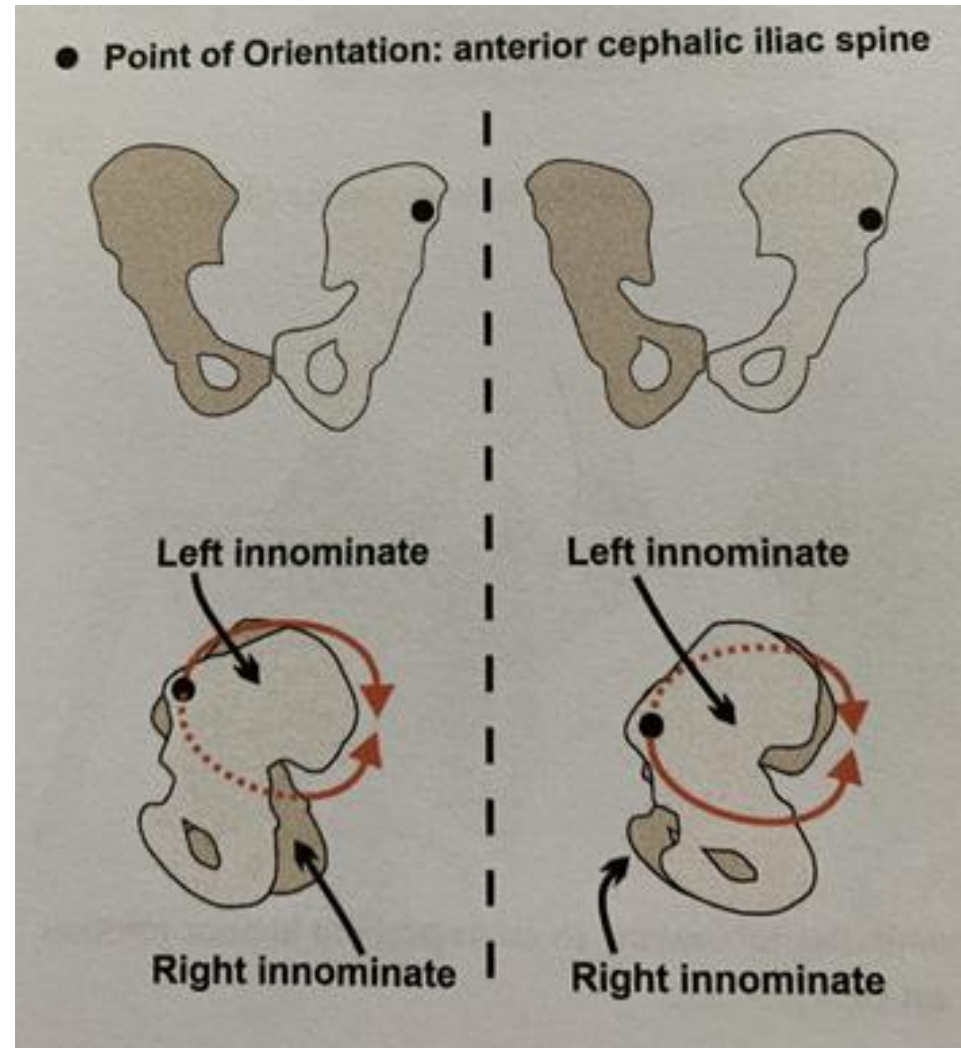 ● Point of Orientation: anterior cephalic iliac spine
Left innominate
Left innominate
Right innominate
Right innominate